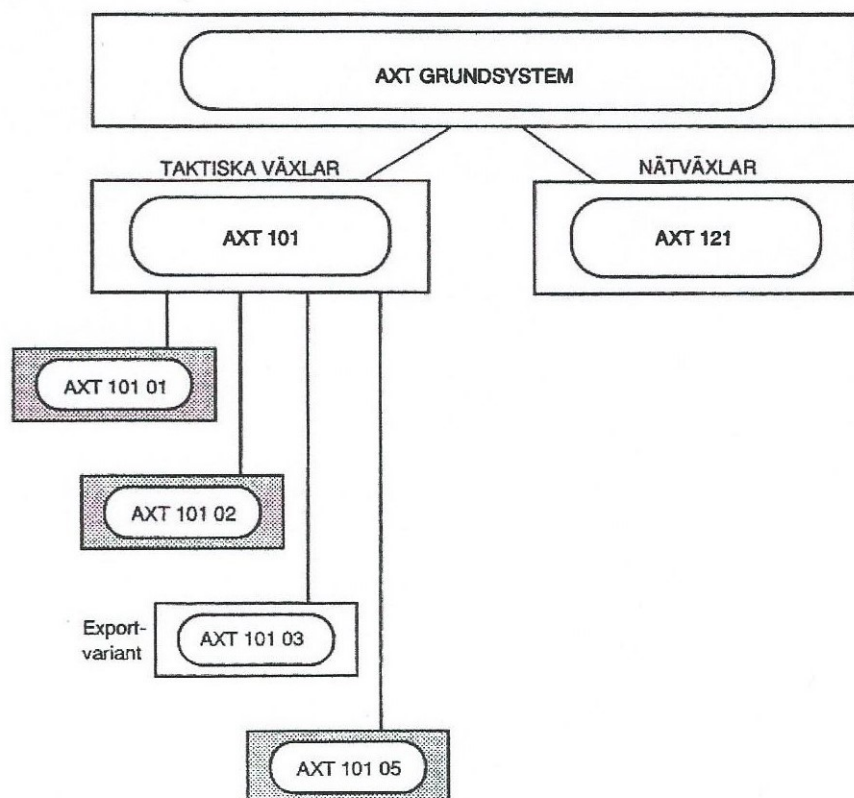 AXT GRUNDSYSTEM
TAKTISKA VÄXLAR
NÄTVÄXLAR
AXT 101
AXT 121
AXT 101 01
AXT 101 02
Export-
variant
AXT 101 03
AXT 101 05